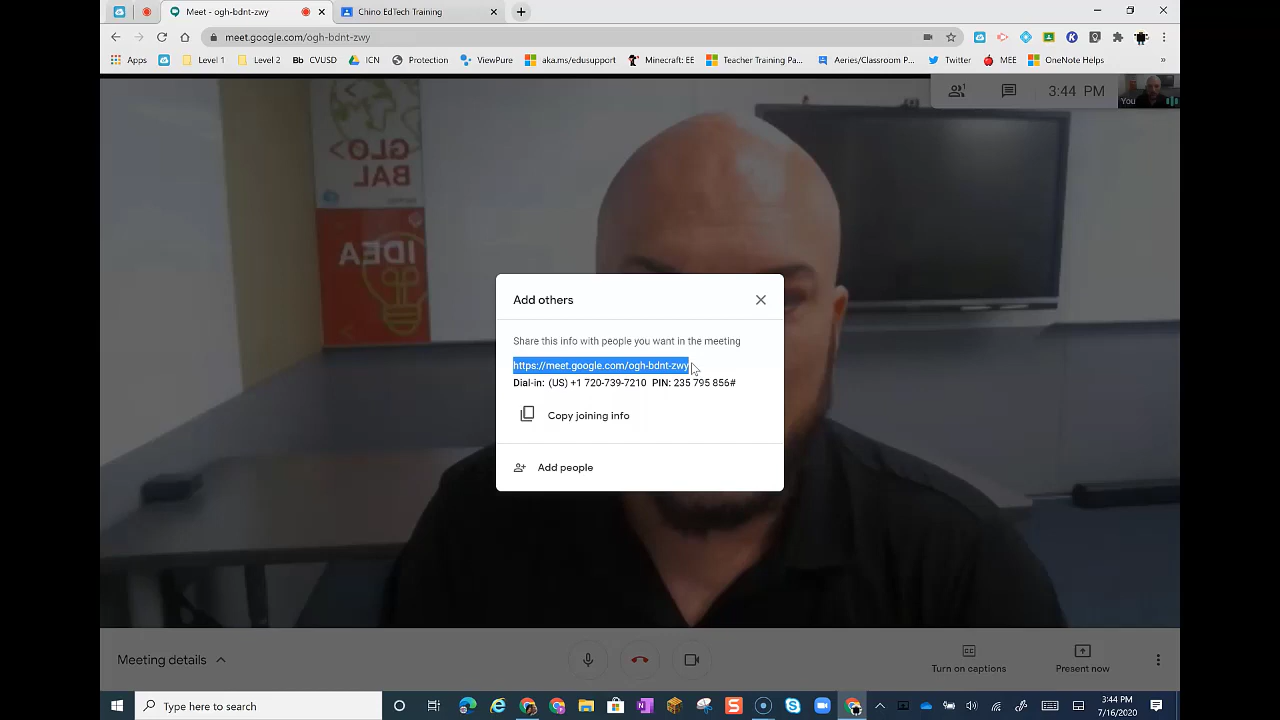 Meet - ogh-bdnt-zwy
Chino EdTech Training
meet.google.com/ogh-bdnt-zwy
Apps Level 1 Level 2 Bb CVUSD ICN Protection ViewPure aka.ms/edusupport Minecraft: EE Teacher Training Pa... Aeries/Classroom P... Twitter MEE OneNote Helps »
1 3:44 PM You
GLO
BAL
IDEA
Add others
Share this info with people you want in the meeting
https://meet.google.com/ogh-bdnt-zwy
Dial-in: (US) +1 720-739-7210 PIN: 235 795 856#
Copy joining info
Add people
Meeting details
Turn on captions
Present now
Type here to search
3:44 PM
7/16/2020